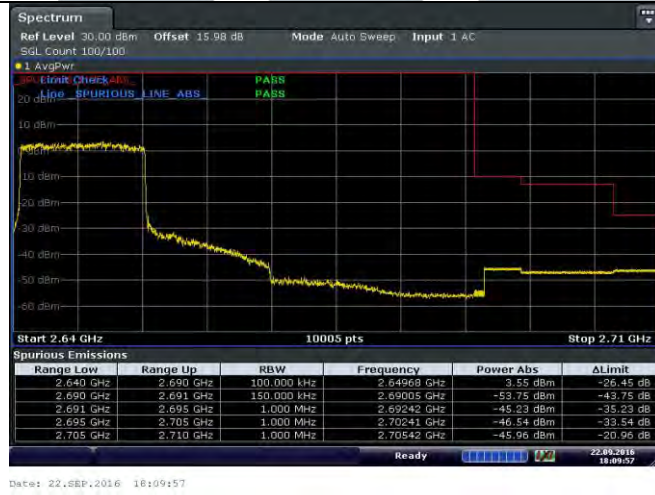 Spectrum
Ref Level 30.00 dBm Offset 15.98 dB Mode Auto Sweep Input 1 AC
SGL Count 100/100
1 AvgPwr
Limit Check PASS
Line _SPURIOUS_LINE_ABS_ PASS
20 dBm
10 dBm
-10 dBm
-20 dBm
-30 dBm
-40 dBm
-50 dBm
-60 dBm
Start 2.64 GHz 10005 pts Stop 2.71 GHz
Spurious Emissions
Range Low Range Up RBW Frequency Power Abs ΔLimit
2.640 GHz 2.690 GHz 100.000 kHz 2.64968 GHz 3.55 dBm -26.45 dB
2.690 GHz 2.691 GHz 150.000 kHz 2.69005 GHz -53.75 dBm -43.75 dB
2.691 GHz 2.695 GHz 1.000 MHz 2.69242 GHz -45.23 dBm -35.23 dB
2.695 GHz 2.705 GHz 1.000 MHz 2.70241 GHz -46.54 dBm -33.54 dB
2.705 GHz 2.710 GHz 1.000 MHz 2.70542 GHz -45.96 dBm -20.96 dB
Ready 22.09.2016
18:09:57
Date: 22.SEP.2016 18:09:57